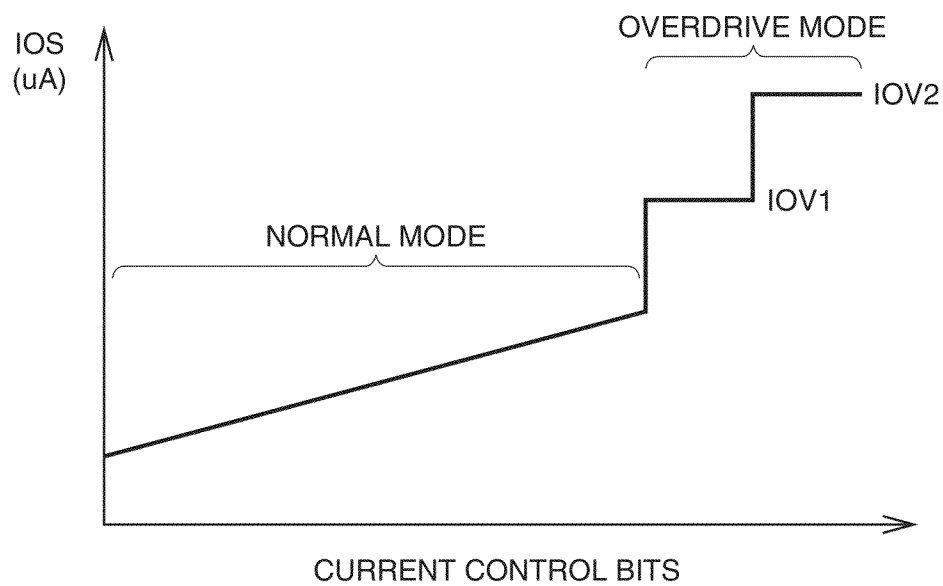 OVERDRIVE MODE
IOS
(uA)
IOV2
IOV1
NORMAL MODE
CURRENT CONTROL BITS